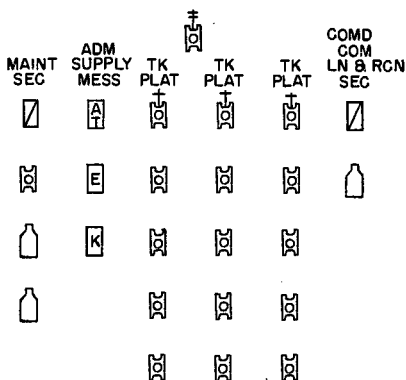 MAINT SEC
ADM SUPPLY MESS
TK PLAT
TK PLAT
TK PLAT
COMD COM LN & RCN SEC
A
T
E
K